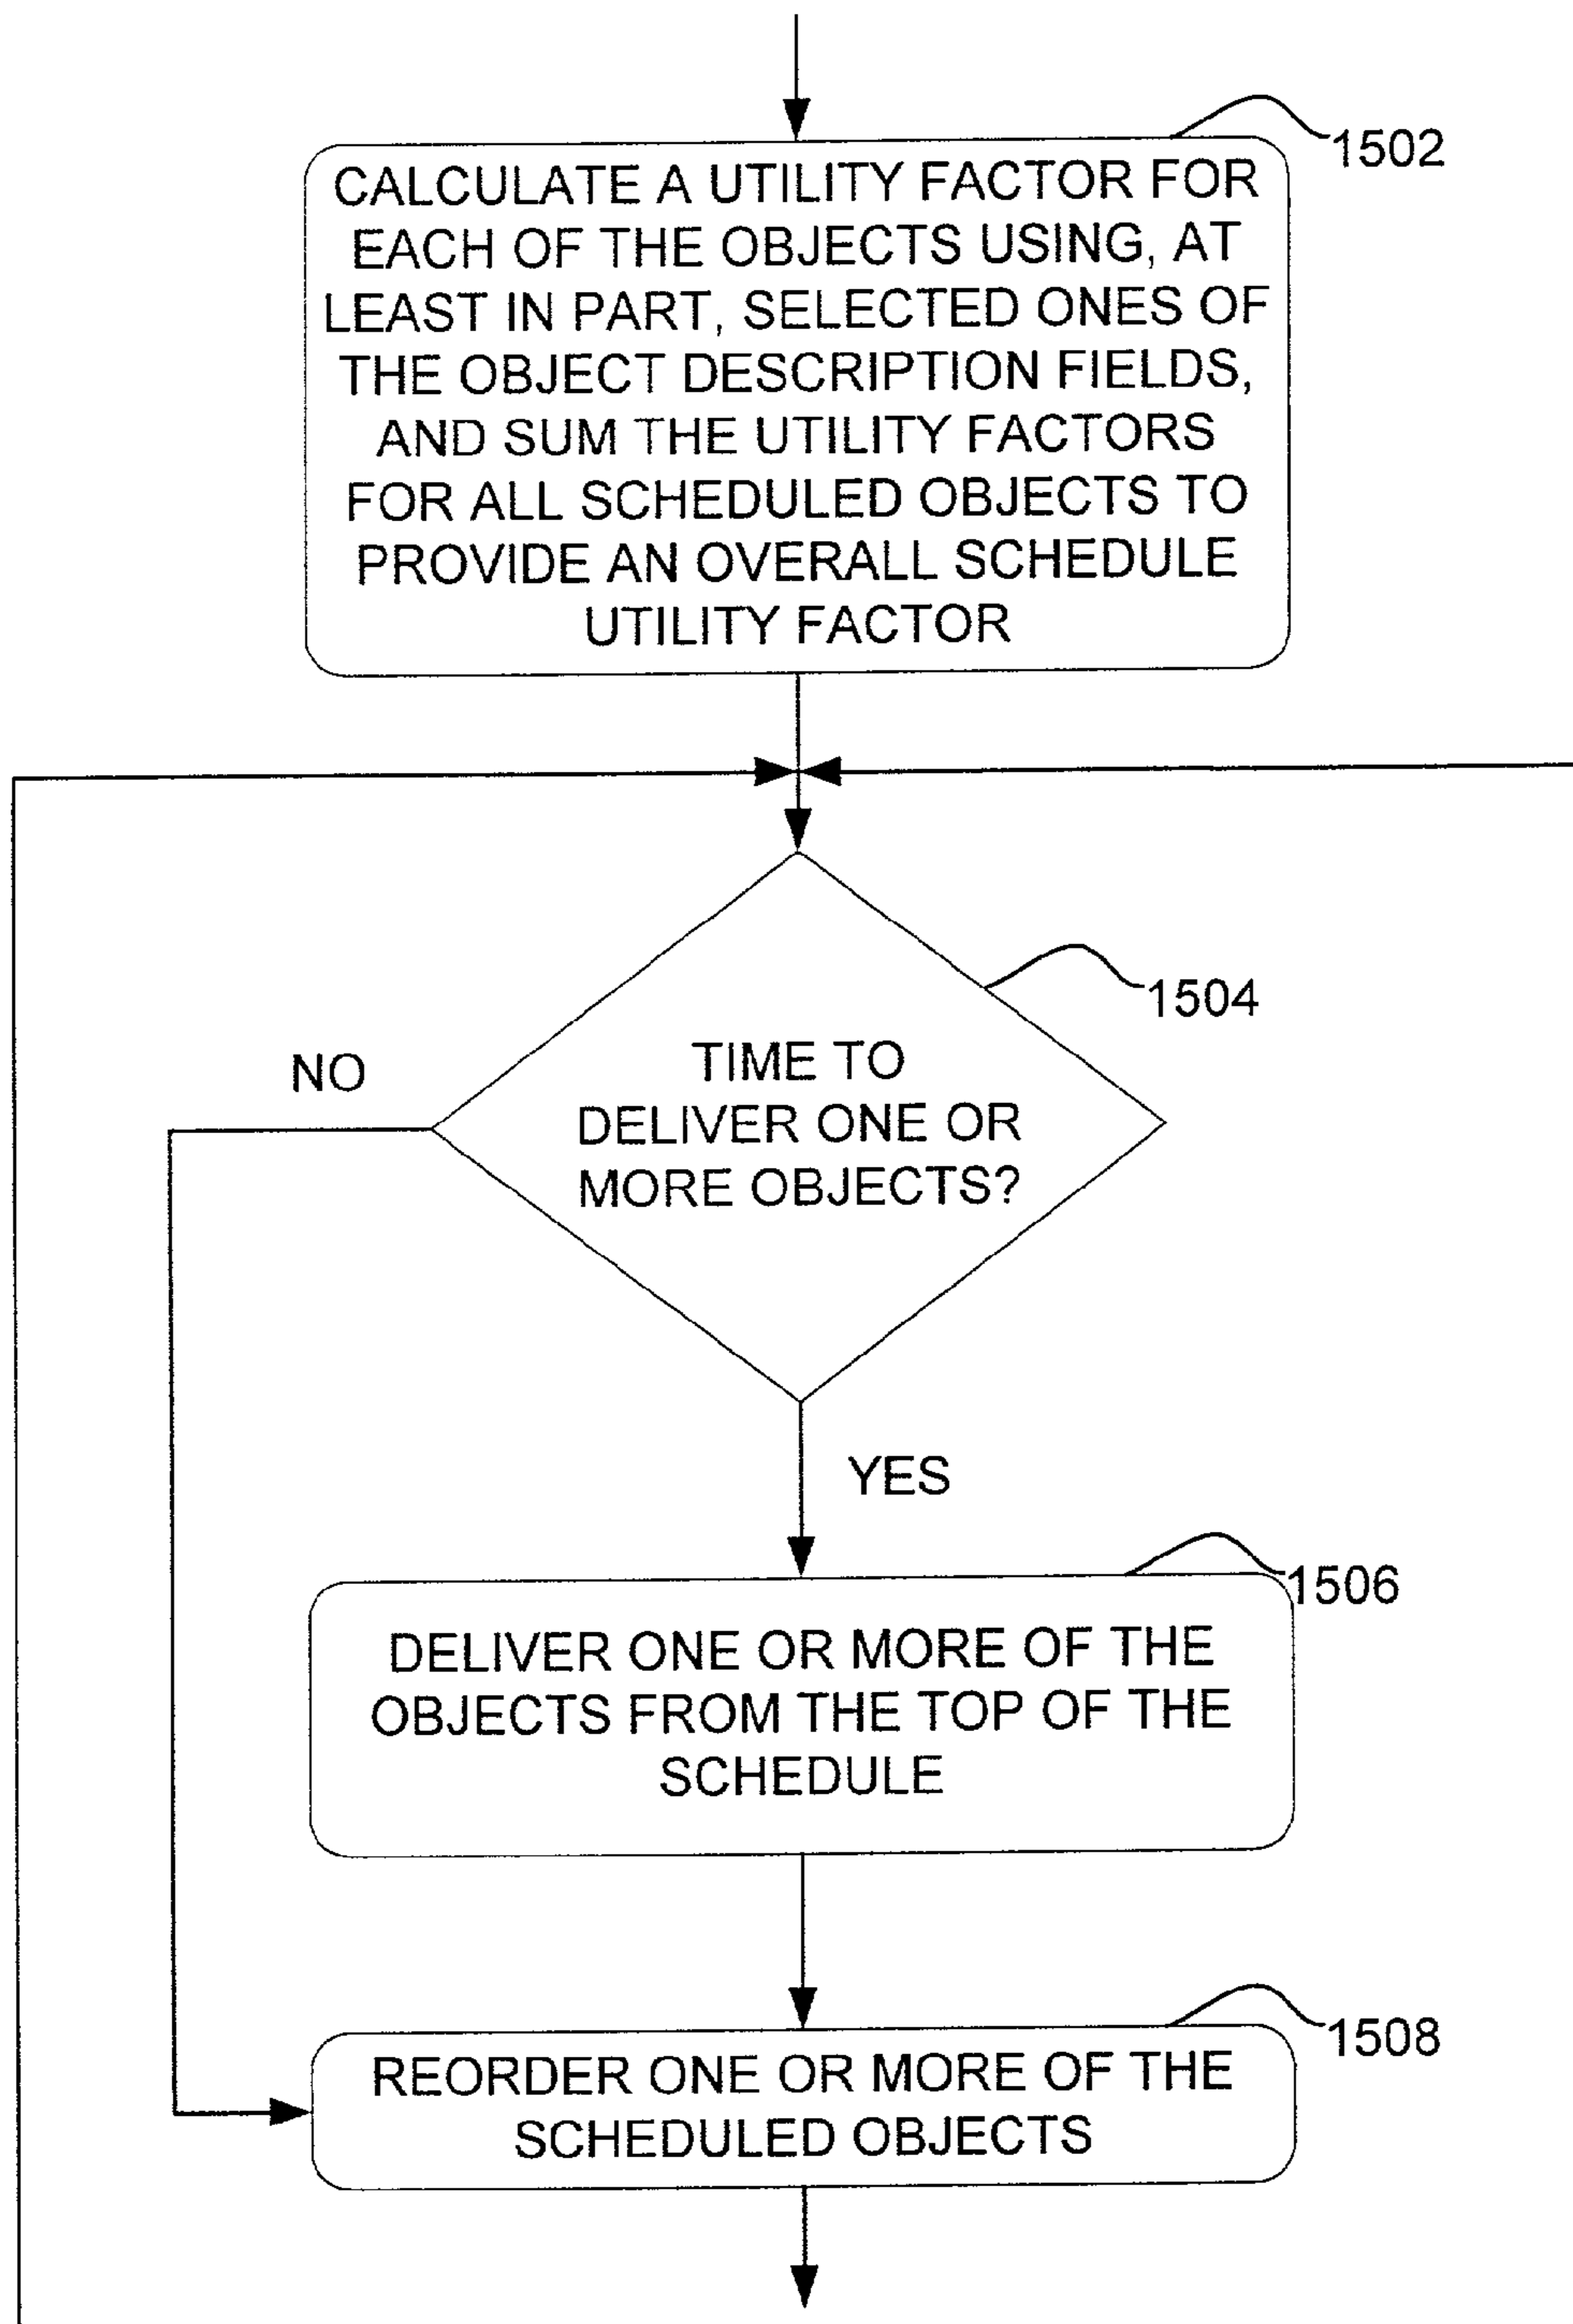 1502
CALCULATE A UTILITY FACTOR FOR
EACH OF THE OBJECTS USING, AT
LEAST IN PART, SELECTED ONES OF
THE OBJECT DESCRIPTION FIELDS,
AND SUM THE UTILITY FACTORS
FOR ALL SCHEDULED OBJECTS TO
PROVIDE AN OVERALL SCHEDULE
UTILITY FACTOR
1504
NO
TIME TO
DELIVER ONE OR
MORE OBJECTS?
YES
1506
DELIVER ONE OR MORE OF THE
OBJECTS FROM THE TOP OF THE
SCHEDULE
1508
REORDER ONE OR MORE OF THE
SCHEDULED OBJECTS